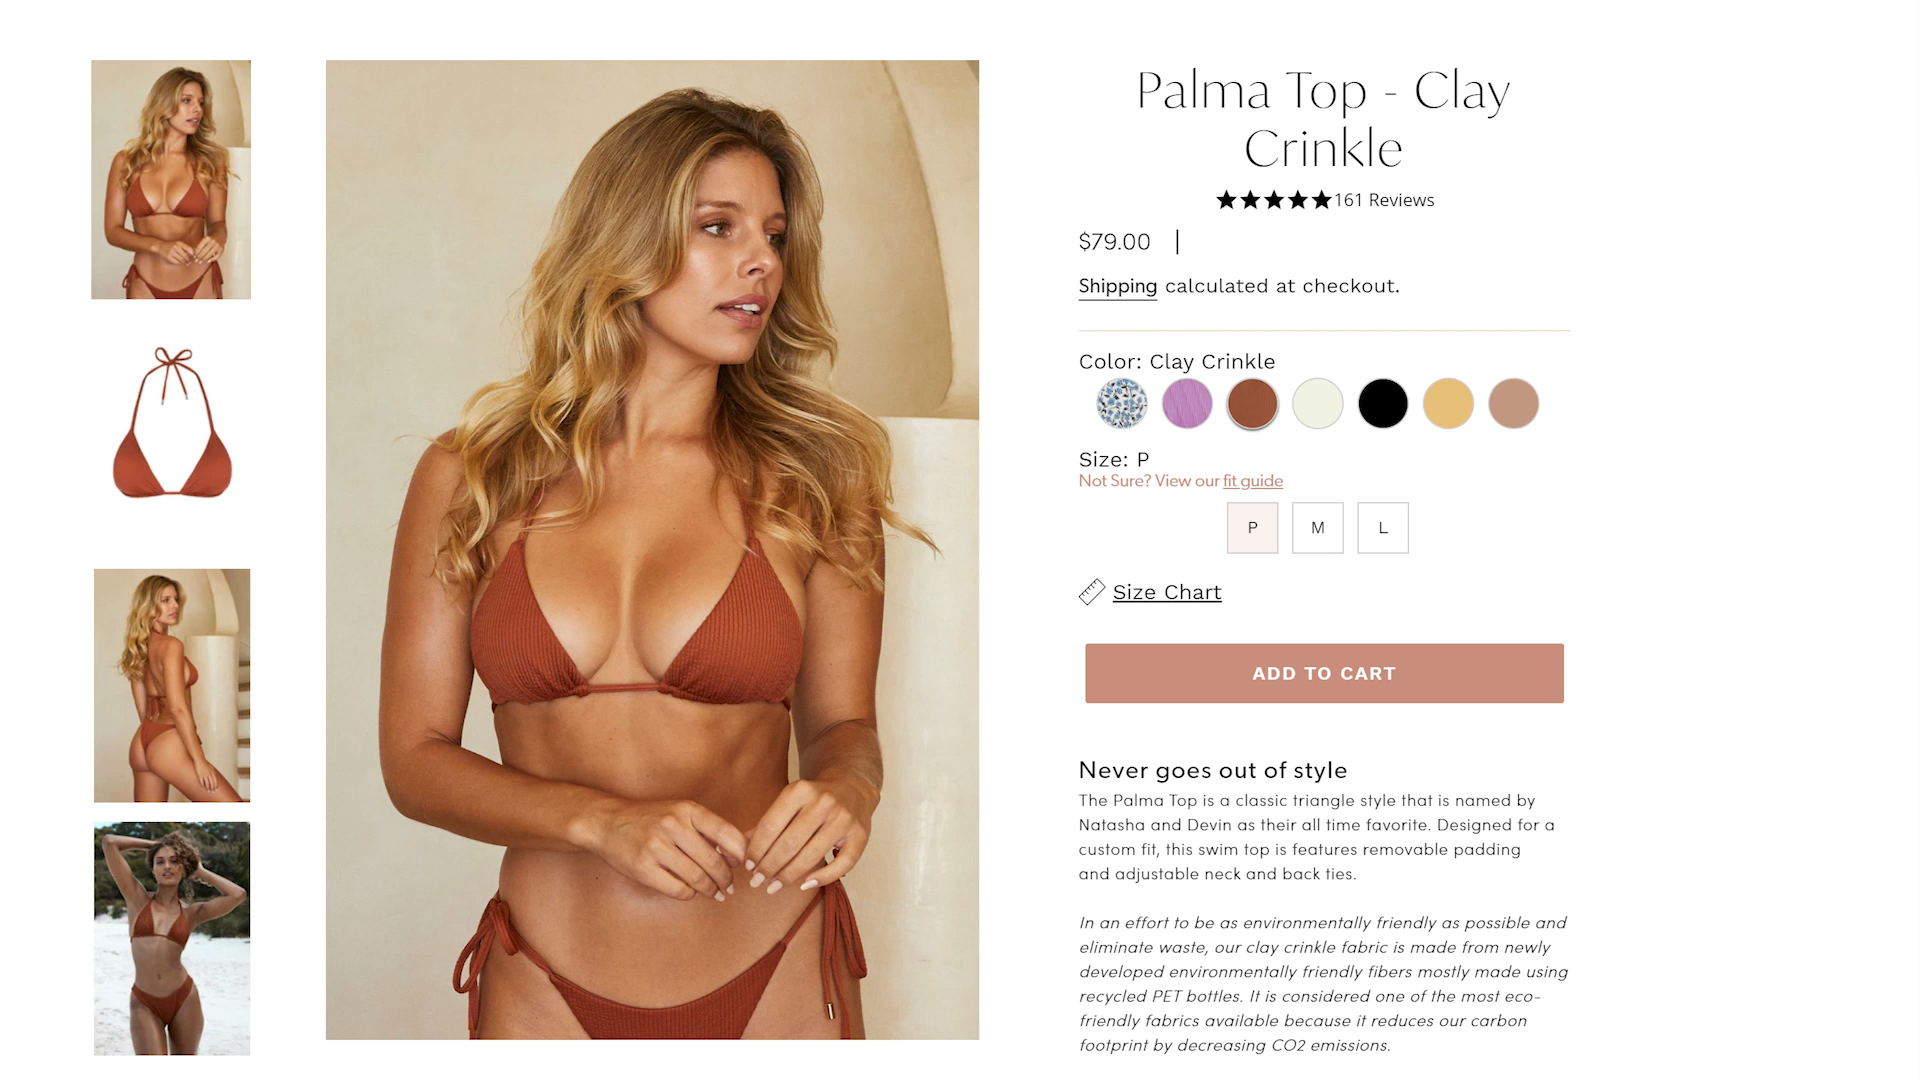 Palma Top - Clay
Crinkle
★★★★★161 Reviews
$79.00 |
Shipping calculated at checkout.
Color: Clay Crinkle
Size: P
Not Sure? View our fit guide
P M L
Size Chart
ADD TO CART
Never goes out of style
The Palma Top is a classic triangle style that is named by
Natasha and Devin as their all time favorite. Designed for a
custom fit, this swim top is features removable padding
and adjustable neck and back ties.
In an effort to be as environmentally friendly as possible and
eliminate waste, our clay crinkle fabric is made from newly
developed environmentally friendly fibers mostly made using
recycled PET bottles. It is considered one of the most eco-
friendly fabrics available because it reduces our carbon
footprint by decreasing CO2 emissions.